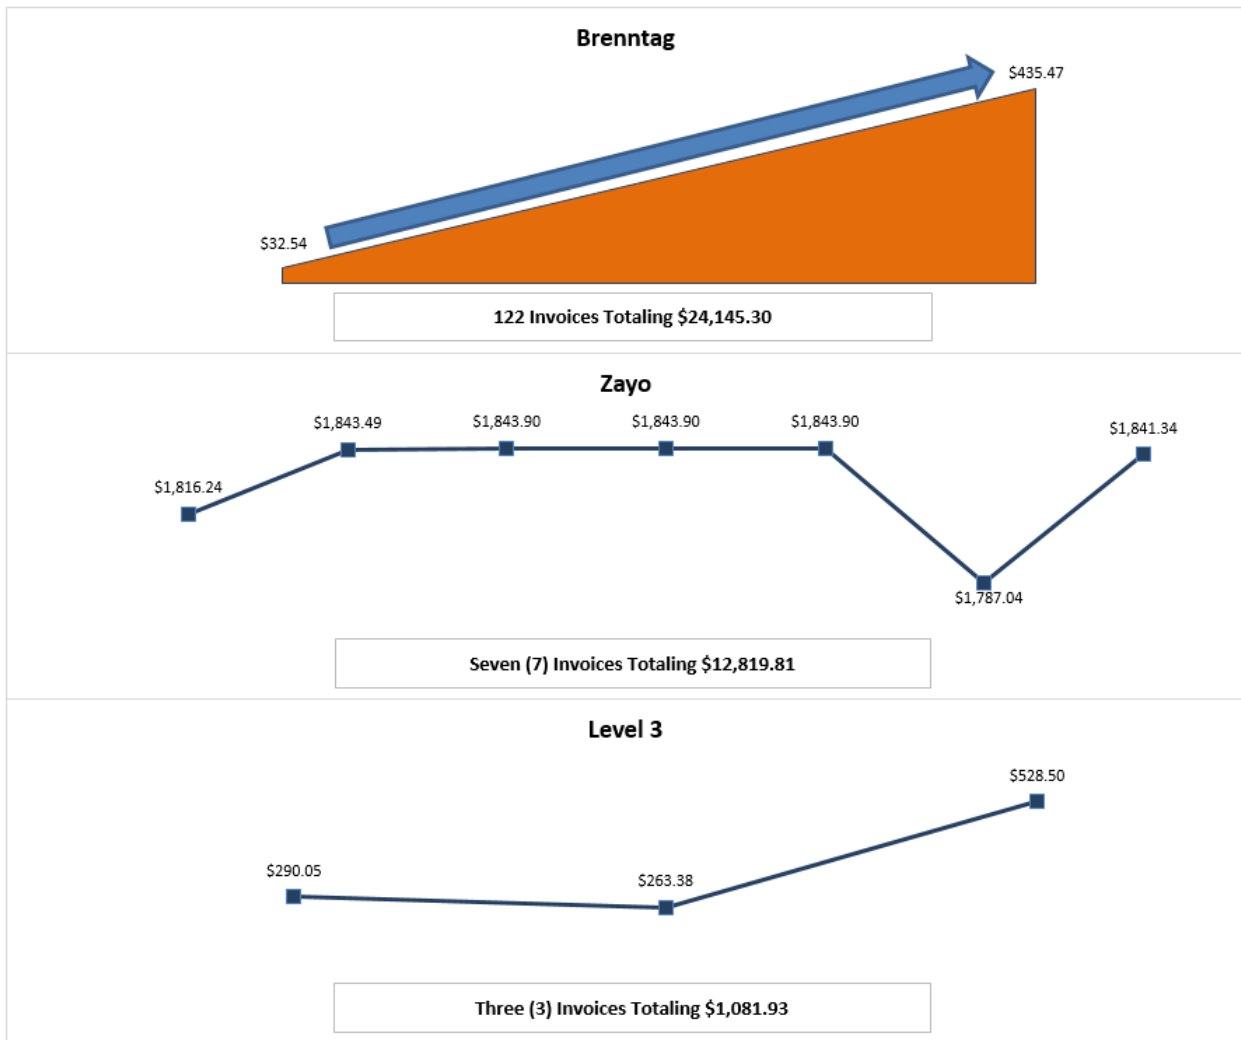 Brenntag
$435.47
$32.54
122 Invoices Totaling $24,145.30
Zayo
$1,843.49 $1,843.90 $1,843.90 $1,843.90 $1,841.34
$1,816.24
$1,787.04
Seven (7) Invoices Totaling $12,819.81
Level 3
$528.50
$290.05
$263.38
Three (3) Invoices Totaling $1,081.93